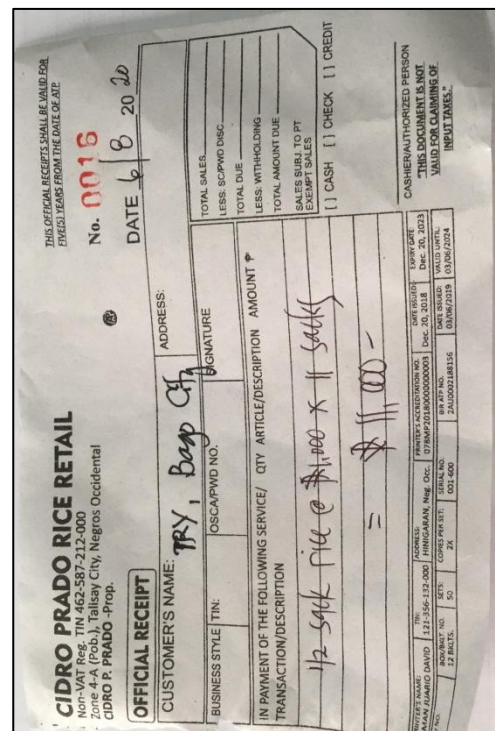 CIDRO PRADO RICE RETAIL
Non-VAT Reg. TIN 462-587-212-000
Zone 4-A (Pob.), Talisay City, Negros Occidental
CIDRO P. PRADO -Prop.
THIS OFFICIAL RECEIPTS SHALL BE VALID FOR
FIVE(5) YEARS FROM THE DATE OF ATP
No. 0016
OFFICIAL RECEIPT
DATE 6/8 2020
CUSTOMER'S NAME: TRY, Bago City
ADDRESS:
BUSINESS STYLE TIN: OSCA/PWD NO. SIGNATURE
IN PAYMENT OF THE FOLLOWING SERVICE/ QTY ARTICLE/DESCRIPTION AMOUNT ₱
TRANSACTION/DESCRIPTION
1/2 sack rice @ ₱1,000 x 11 sacks
= ₱ 11,000 -
TOTAL SALES
LESS: SC/PWD DISC.
TOTAL DUE
LESS: WITHHOLDING
TOTAL AMOUNT DUE
SALES SUBJ. TO PT
EXEMPT SALES
[ ] CASH [ ] CHECK [ ] CREDIT
CASHIER/AUTHORIZED PERSON
"THIS DOCUMENT IS NOT
VALID FOR CLAIMING OF
INPUT TAXES."
NAME: TIN: ADDRESS: PRINTER'S ACCREDITATION NO. DATE ISSUED: EXPIRY DATE
JUARIO DAVID 121-356-132-000 HINIGARAN, Neg. Occ. 07BMP20180000000003 Dec. 20, 2018 Dec. 20, 2023
NO. BOX/BKLT. NO. SETS: COPIES PER SET: SERIAL NO. BIR ATP NO. DATE ISSUED: VALID UNTIL:
12 BKLTS. 50 2X 001-600 2AU0002188156 03/06/2019 03/06/2024